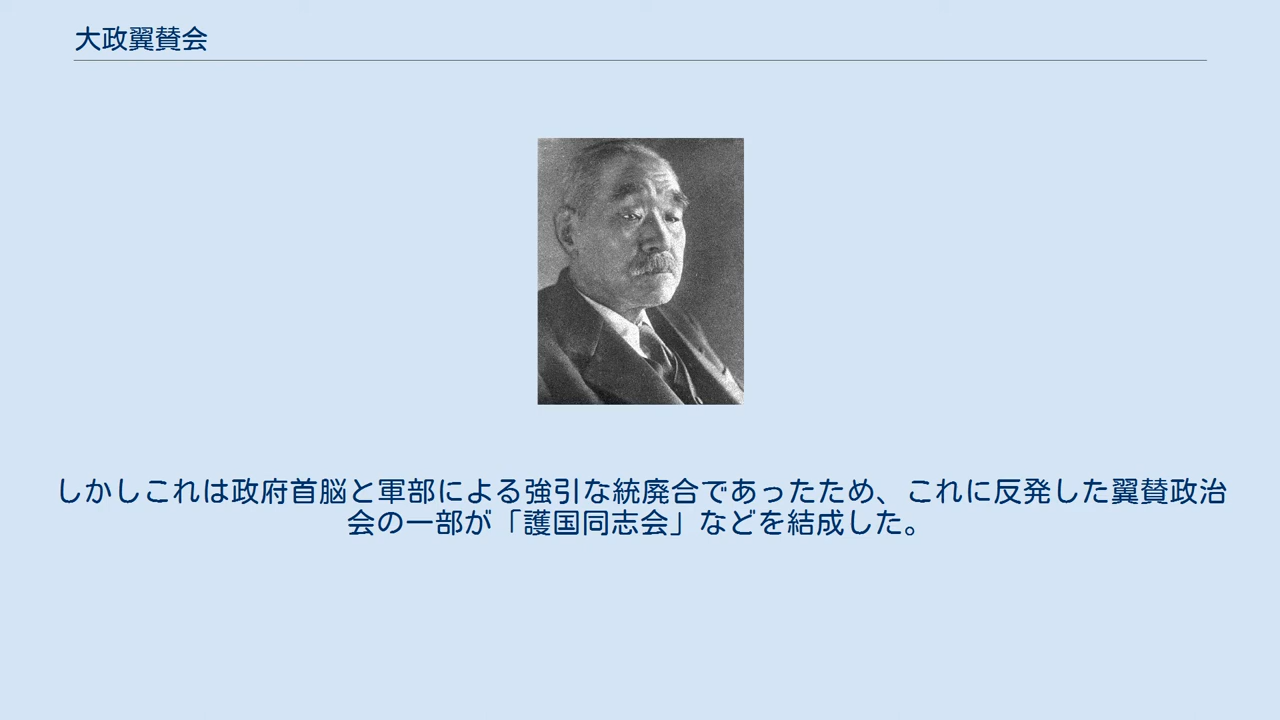 大政翼賛会
しかしこれは政府首脳と軍部による強引な統廃合であったため、これに反発した翼賛政治
会の一部が「護国同志会」などを結成した。